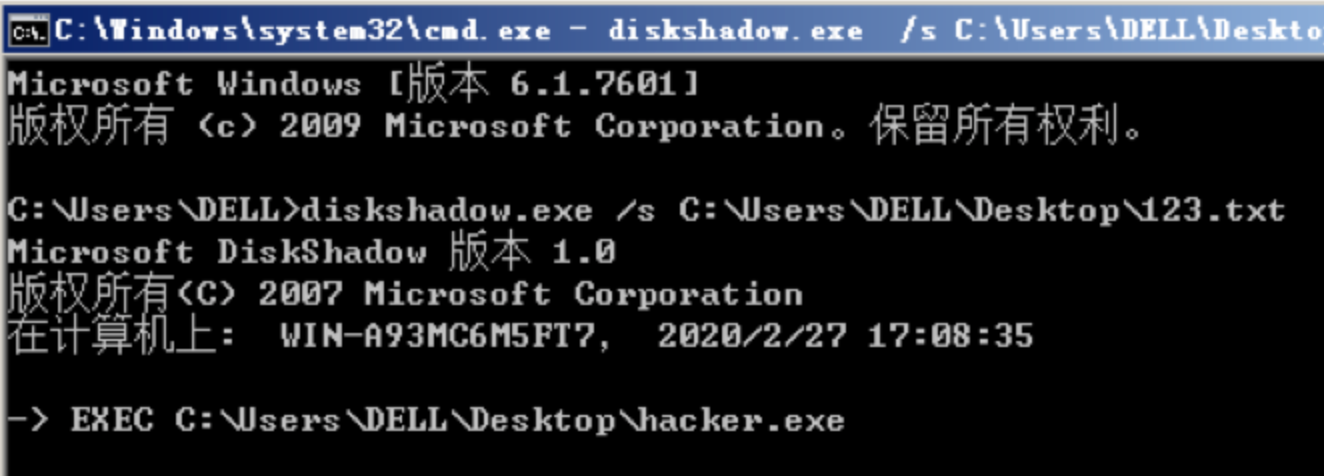 C:\Windows\system32\cmd.exe - diskshadow.exe /s C:\Users\DELL\Deskto
Microsoft Windows [版本 6.1.7601]
版权所有 (c) 2009 Microsoft Corporation。保留所有权利。
C:\Users\DELL>diskshadow.exe /s C:\Users\DELL\Desktop\123.txt
Microsoft DiskShadow 版本 1.0
版权所有(C) 2007 Microsoft Corporation
在计算机上: WIN-A93MC6M5FT7, 2020/2/27 17:08:35
-> EXEC C:\Users\DELL\Desktop\hacker.exe